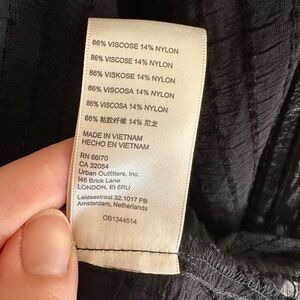 86% VISCOSE 14% NYLON
86% VISCOSE 14% NYLON
86% VISKOSE 14% NYLON
86% VISCOSA 14% NYLON
86% VISCOSA 14% NYLON
86% 粘胶纤维 14% 尼龙
MADE IN VIETNAM
HECHO EN VIETNAM
RN 66170
CA 32054
Urban Outfitters, Inc.
148 Brick Lane
LONDON, E1 6RU
Leidsestraat 32,1017 PB
Amsterdam, Netherlands
OB1344514